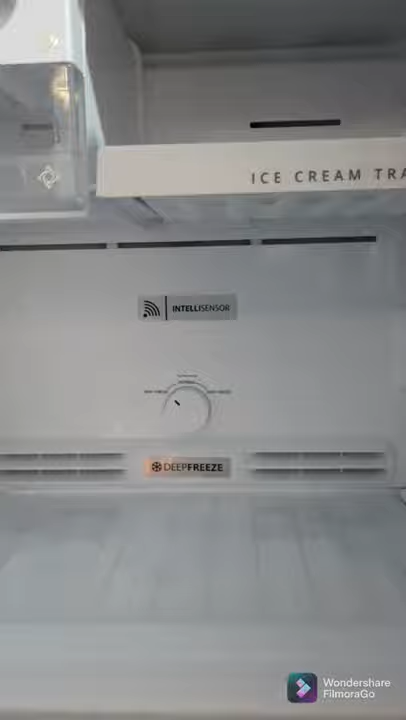 ICE CREAM TRA
INTELLISENSOR
DEEPFREEZE
Wondershare
FilmoraGo